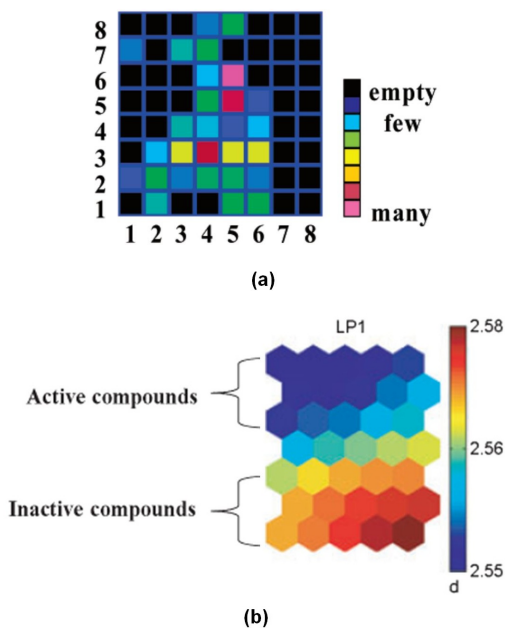 8
7
6
5
4
3
2
1
1 2 3 4 5 6 7 8
empty
few
many
(a)
LP1
Active compounds
Inactive compounds
2.58
2.56
2.55
d
(b)